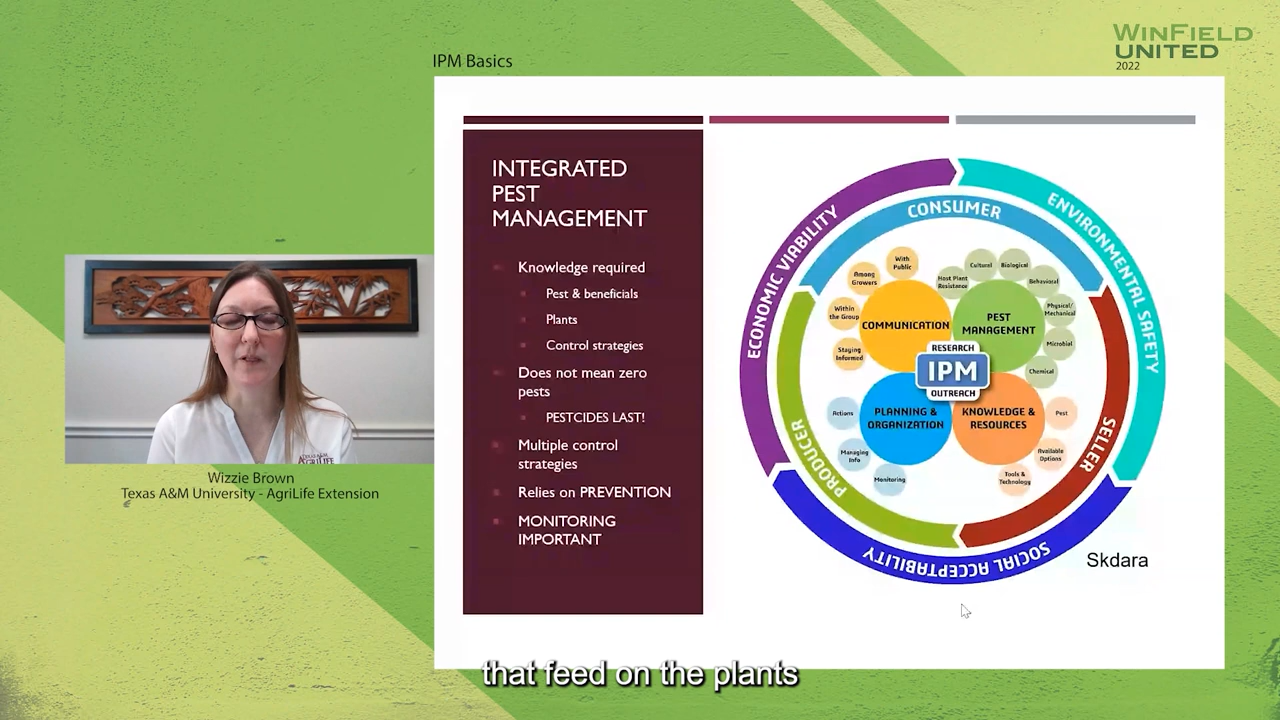 WINFIELD
UNITED
2022
IPM Basics
INTEGRATED
PEST
MANAGEMENT
Knowledge required
Pest & beneficials
Plants
Control strategies
Does not mean zero
pests
PESTCIDES LAST!
Multiple control
strategies
Relies on PREVENTION
MONITORING
IMPORTANT
ECONOMIC VIABILITY
ENVIRONMENTAL SAFETY
SOCIAL ACCEPTABILITY
CONSUMER
SELLER
PRODUCER
COMMUNICATION
With
Public
Among
Growers
Within
the Group
Staying
Informed
PEST
MANAGEMENT
Host Plant
Resistance
Cultural
Biological
Behavioral
Physical/
Mechanical
Microbial
Chemical
RESEARCH
IPM
OUTREACH
PLANNING &
ORGANIZATION
Actions
Managing
Info
Monitoring
KNOWLEDGE &
RESOURCES
Pest
Available
Options
Tools &
Technology
Skdara
AGRILIFE
Wizzie Brown
Texas A&M University - AgriLife Extension
that feed on the plants